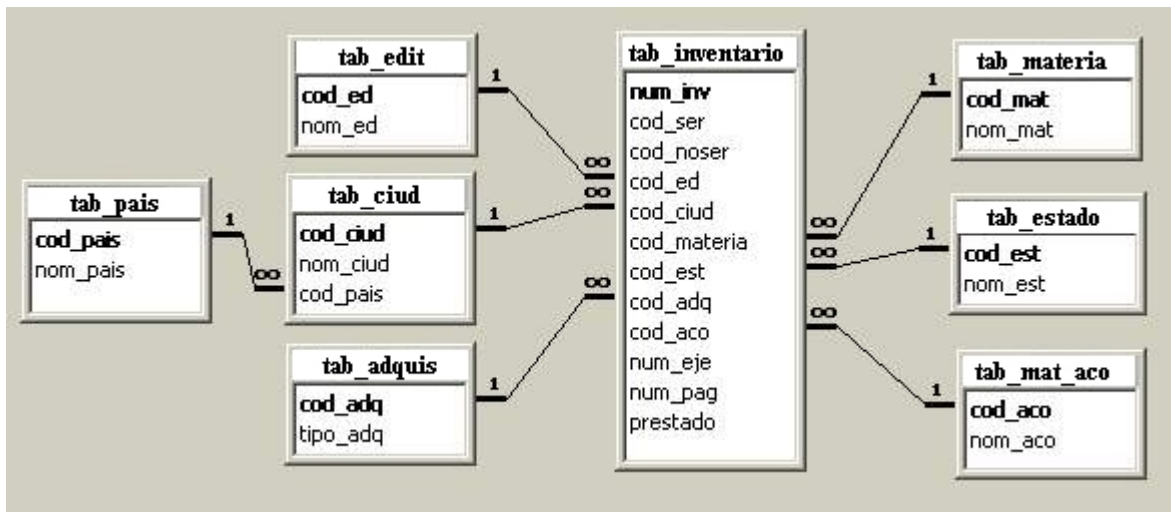 tab_pais
cod_pais
nom_pais
tab_edit
cod_ed
nom_ed
tab_ciud
cod_ciud
nom_ciud
cod_pais
tab_adquis
cod_adq
tipo_adq
tab_inventario
num_inv
cod_ser
cod_noser
cod_ed
cod_ciud
cod_materia
cod_est
cod_adq
cod_aco
num_eje
num_pag
prestado
tab_materia
cod_mat
nom_mat
tab_estado
cod_est
nom_est
tab_mat_aco
cod_aco
nom_aco
1
∞
1
∞
1
∞
1
∞
1
∞
1
∞
1
∞